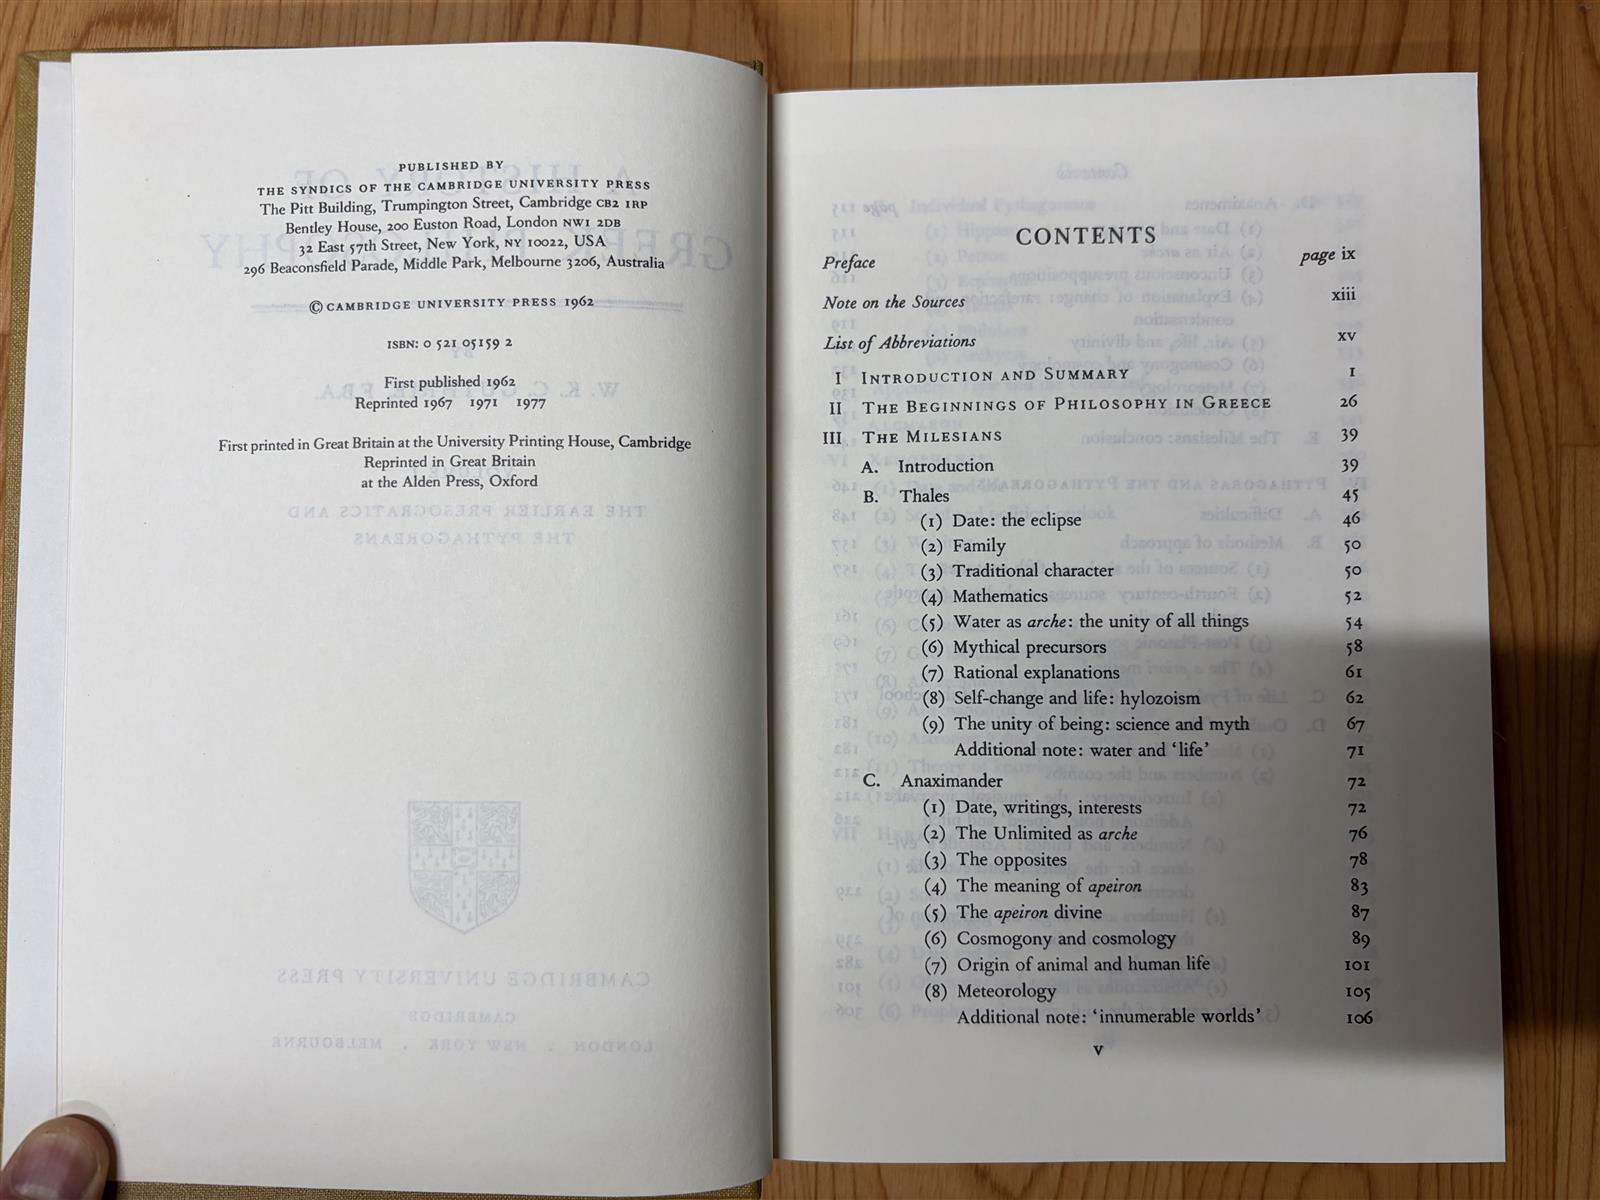 PUBLISHED BY
THE SYNDICS OF THE CAMBRIDGE UNIVERSITY PRESS
The Pitt Building, Trumpington Street, Cambridge CB2 1RP
Bentley House, 200 Euston Road, London NW1 2DB
32 East 57th Street, New York, NY 10022, USA
296 Beaconsfield Parade, Middle Park, Melbourne 3206, Australia
© CAMBRIDGE UNIVERSITY PRESS 1962
ISBN: 0 521 05159 2
First published 1962
Reprinted 1967 1971 1977
First printed in Great Britain at the University Printing House, Cambridge
Reprinted in Great Britain
at the Alden Press, Oxford
CONTENTS
Preface page ix
Note on the Sources xiii
List of Abbreviations xv
I INTRODUCTION AND SUMMARY 1
II THE BEGINNINGS OF PHILOSOPHY IN GREECE 26
III THE MILESIANS 39
A. Introduction 39
B. Thales 45
(1) Date: the eclipse 46
(2) Family 50
(3) Traditional character 50
(4) Mathematics 52
(5) Water as arche: the unity of all things 54
(6) Mythical precursors 58
(7) Rational explanations 61
(8) Self-change and life: hylozoism 62
(9) The unity of being: science and myth 67
Additional note: water and ‘life’ 71
C. Anaximander 72
(1) Date, writings, interests 72
(2) The Unlimited as arche 76
(3) The opposites 78
(4) The meaning of apeiron 83
(5) The apeiron divine 87
(6) Cosmogony and cosmology 89
(7) Origin of animal and human life 101
(8) Meteorology 105
Additional note: ‘innumerable worlds’ 106
v